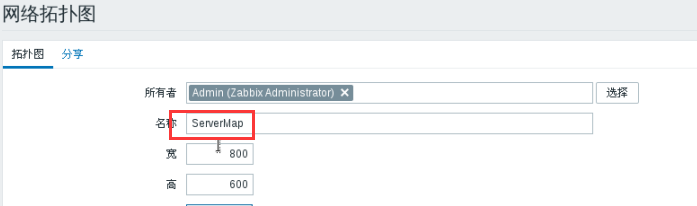 网络拓扑图
拓扑图 分享
所有者 Admin (Zabbix Administrator) ✕ 选择
名称 ServerMap
宽 800
高 600